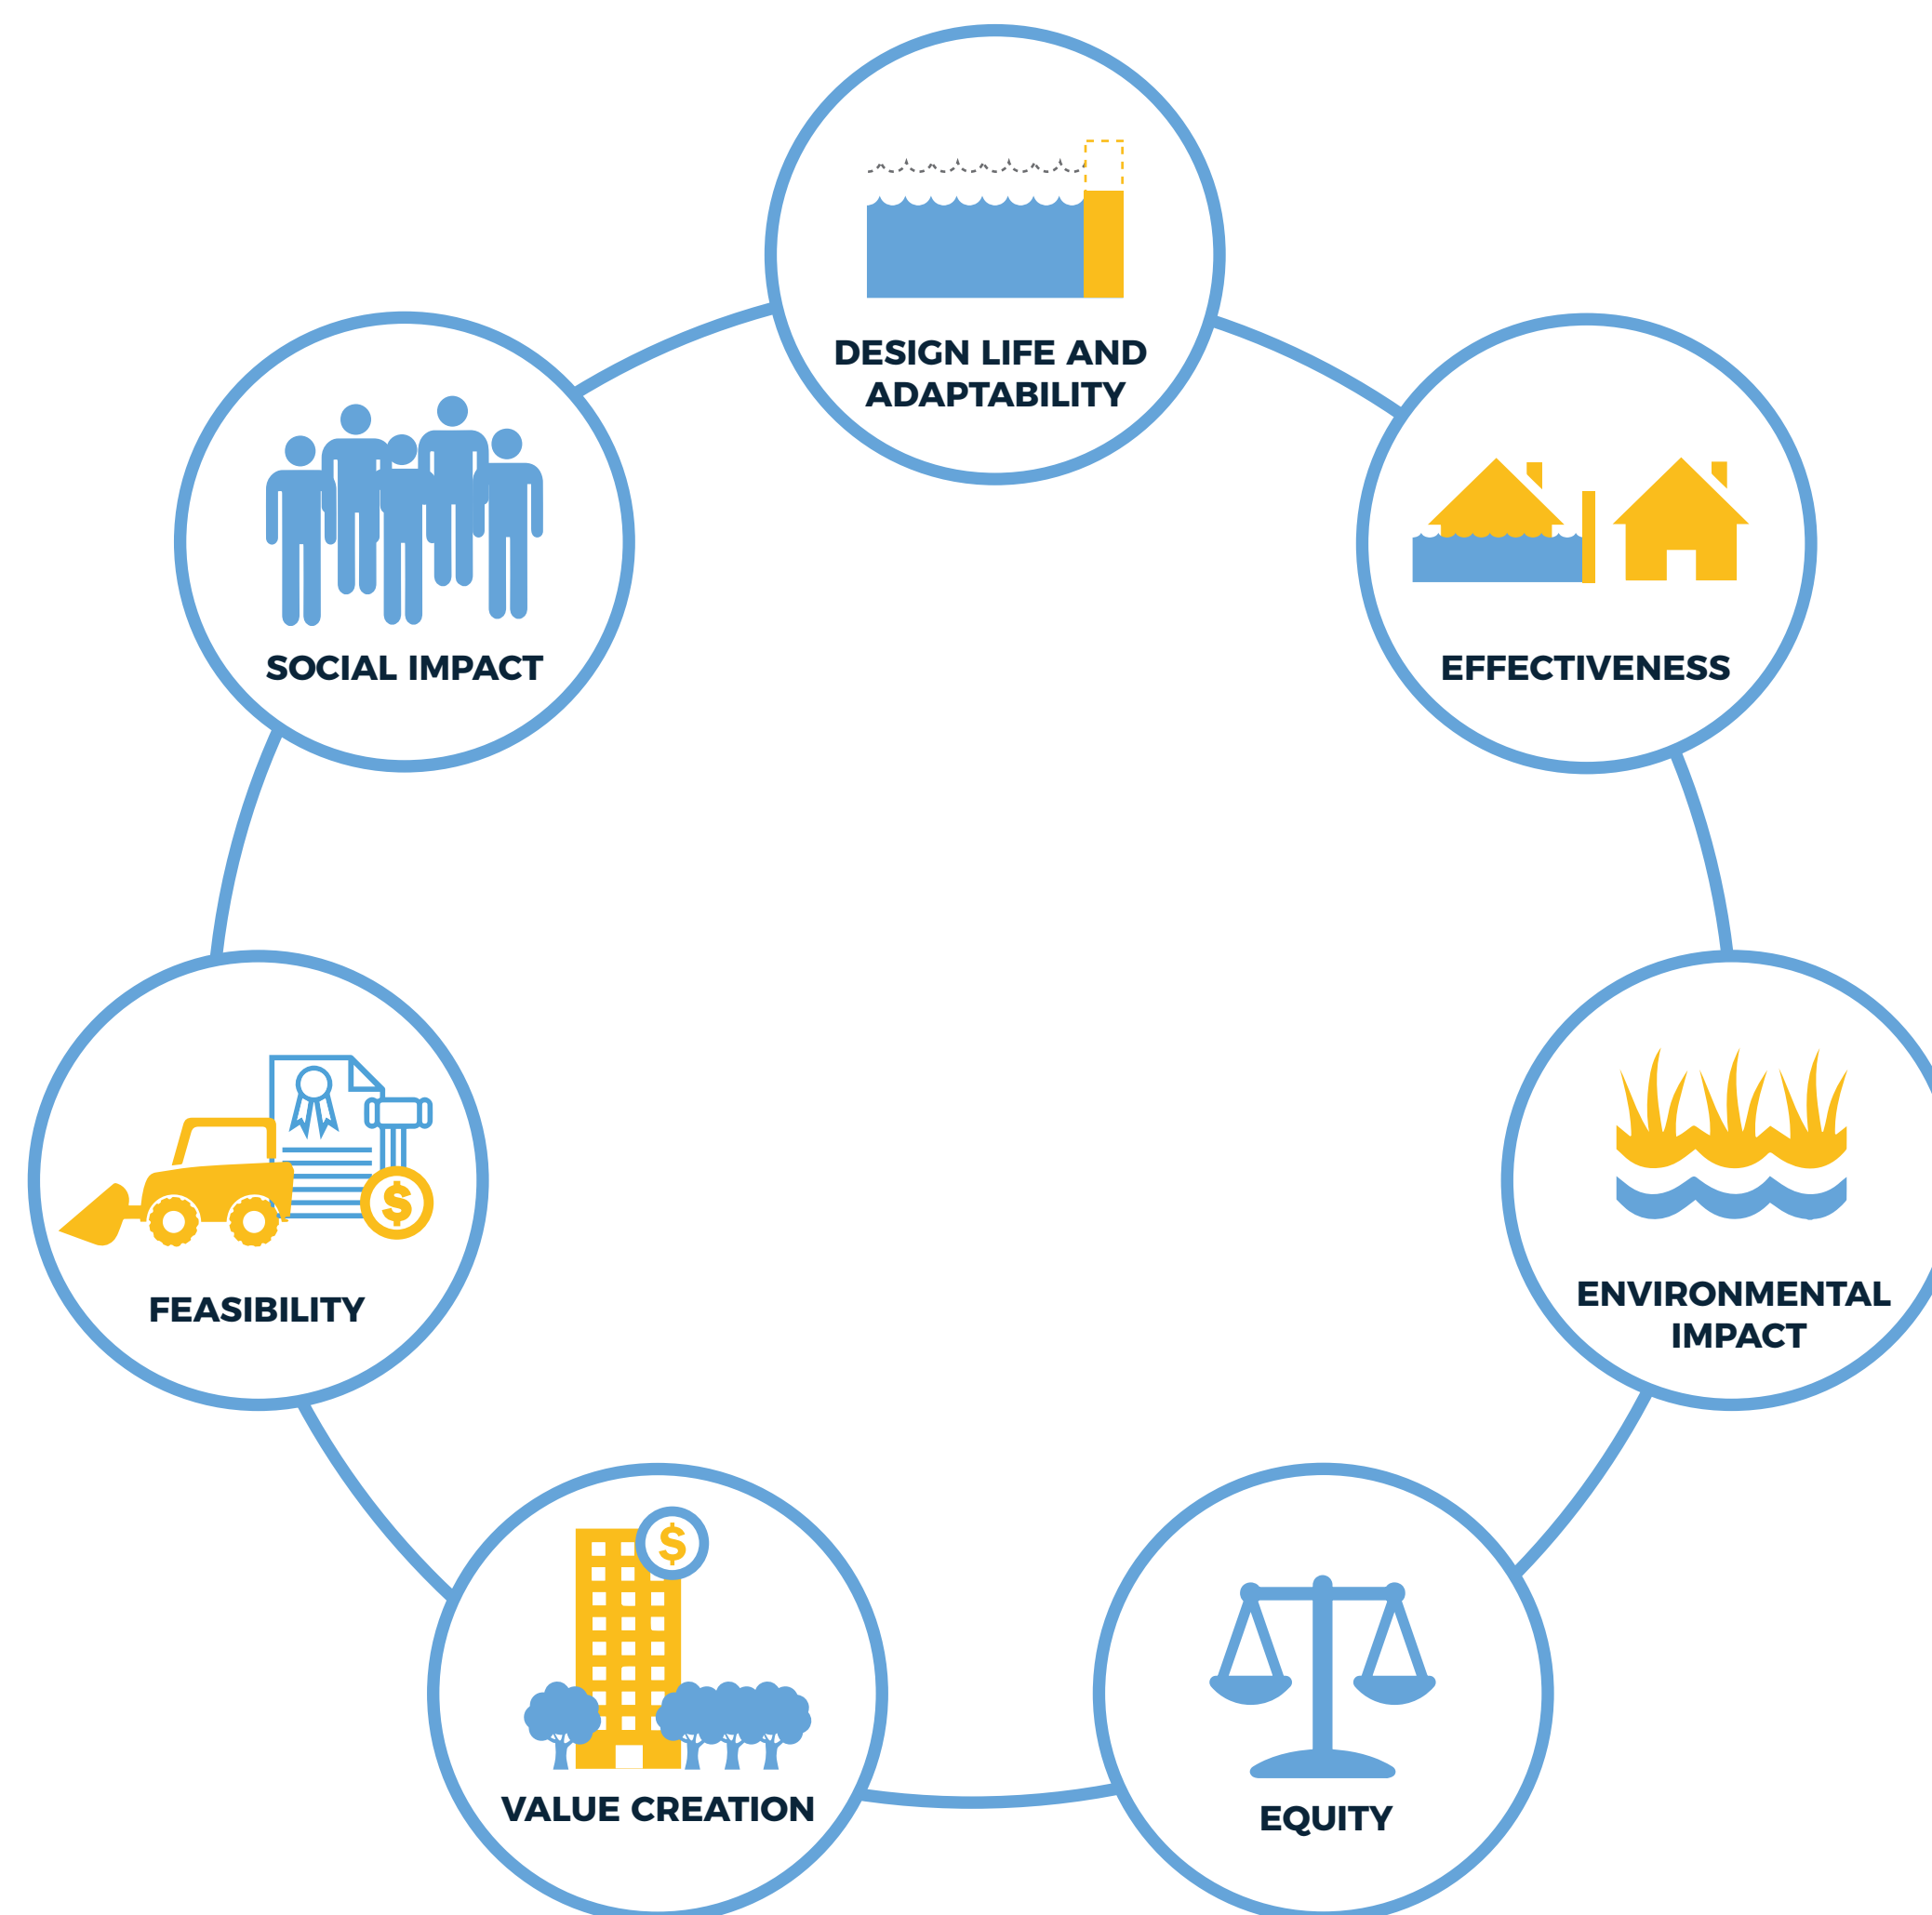 DESIGN LIFE AND
ADAPTABILITY
SOCIAL IMPACT
EFFECTIVENESS
$
FEASIBILITY
ENVIRONMENTAL
IMPACT
$
VALUE CREATION
EQUITY